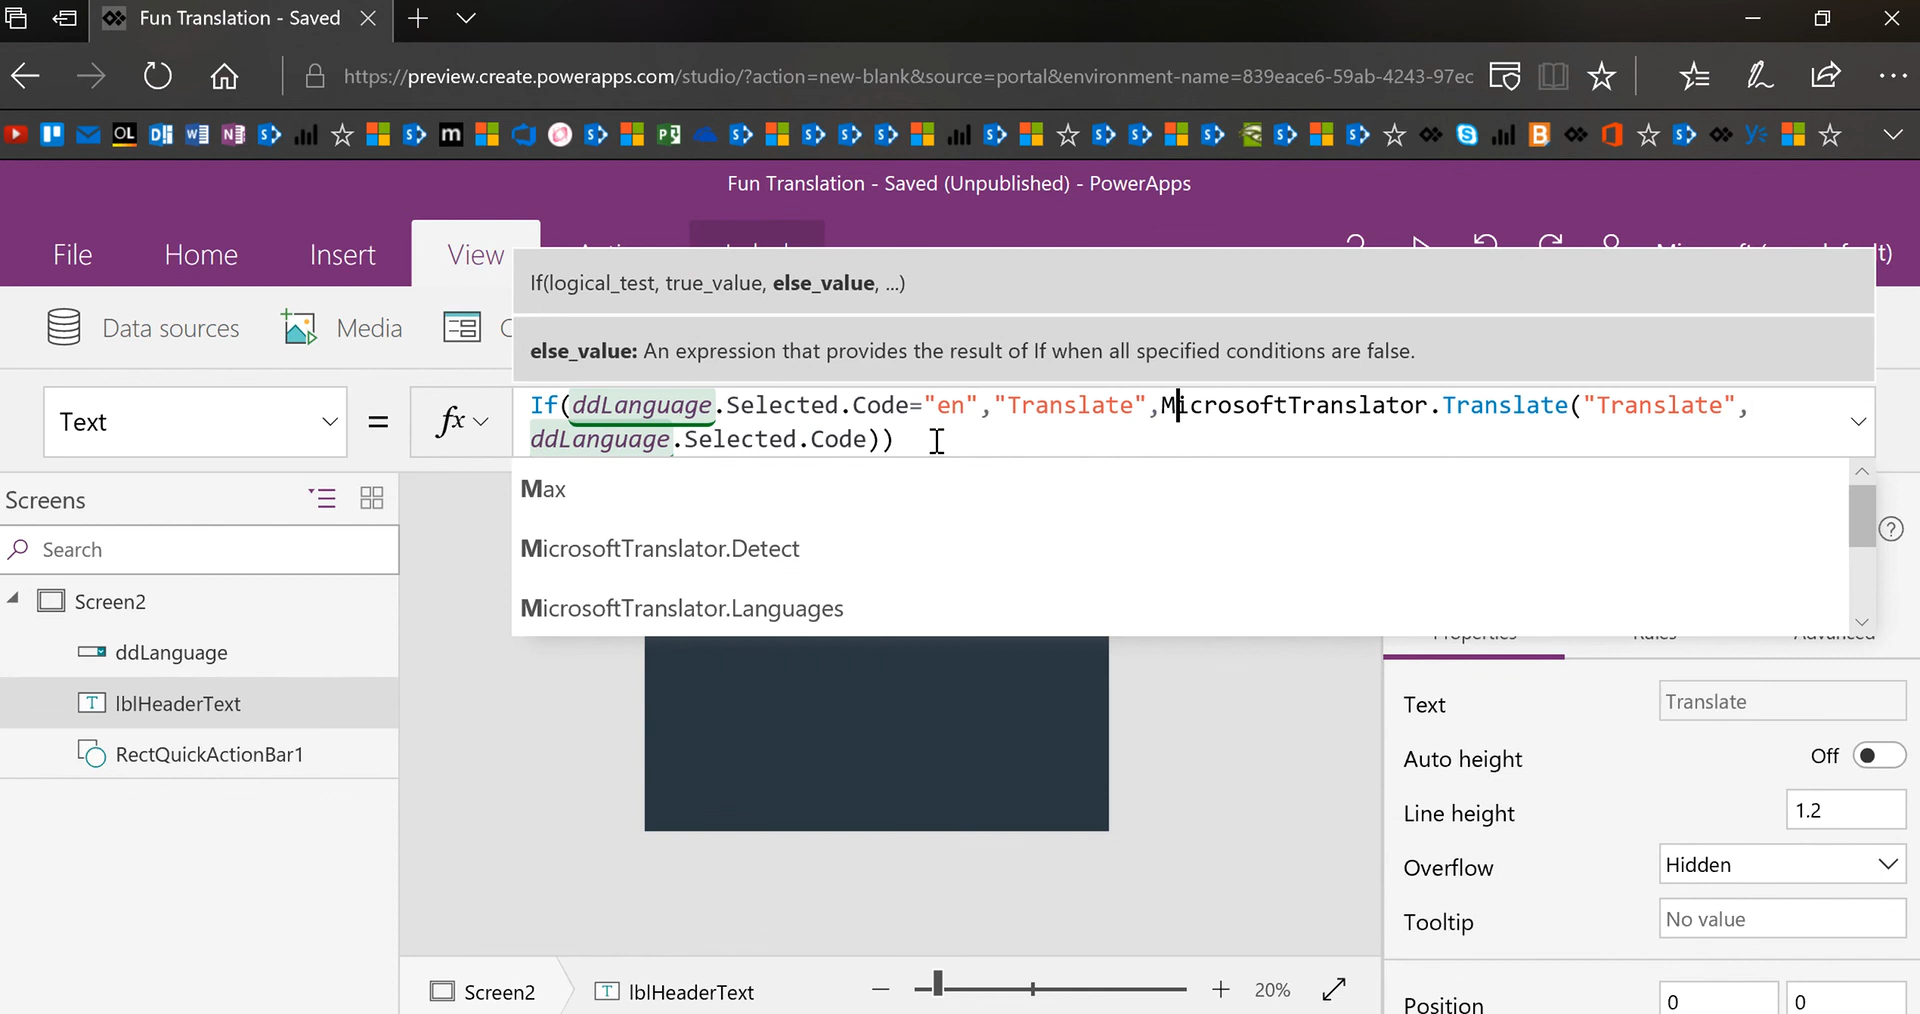 Fun Translation - Saved
https://preview.create.powerapps.com/studio/?action=new-blank&source=portal&environment-name=839eace6-59ab-4243-97ec
OL
m
B
Fun Translation - Saved (Unpublished) - PowerApps
File Home Insert View
If(logical_test, true_value, else_value, ...)
Data sources
Media
else_value: An expression that provides the result of If when all specified conditions are false.
Text
= fx
If(ddLanguage.Selected.Code="en","Translate",MicrosoftTranslator.Translate("Translate",
ddLanguage.Selected.Code))
Max
MicrosoftTranslator.Detect
MicrosoftTranslator.Languages
Screens
Search
Screen2
ddLanguage
lblHeaderText
RectQuickActionBar1
Properties Rules Advanced
Text Translate
Auto height Off
Line height 1.2
Overflow Hidden
Tooltip No value
Position 0 0
Screen2 lblHeaderText 20%